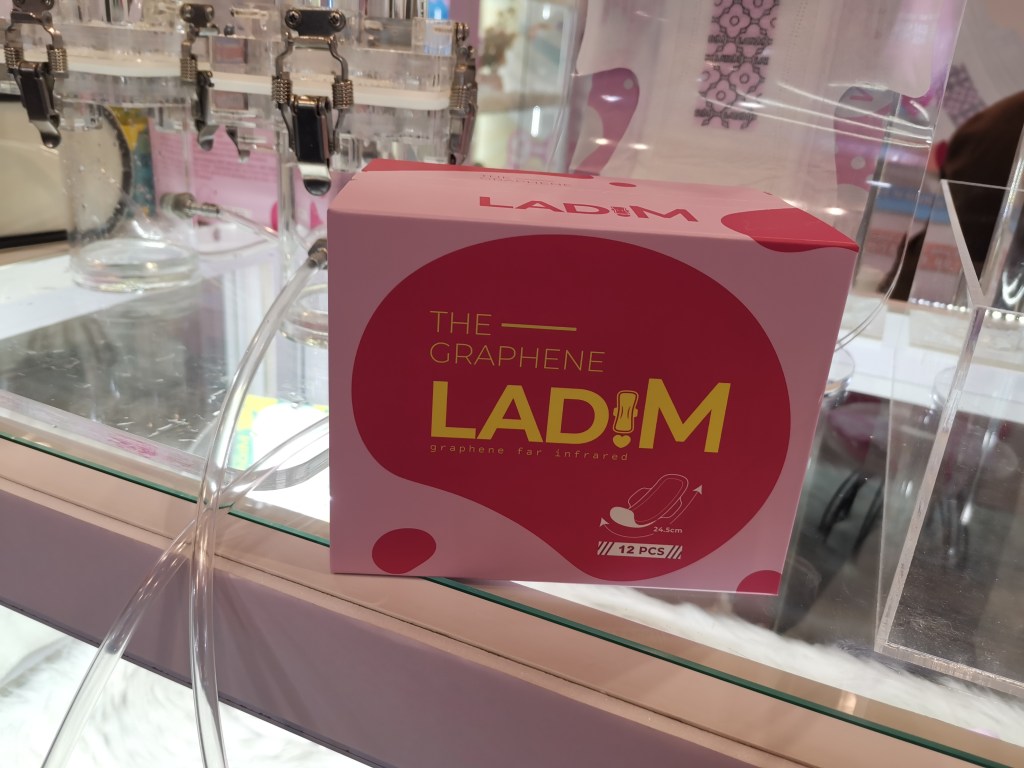 LADIM
THE
GRAPHENE
LADIM
graphene far infrared
24.5cm
12 PCS